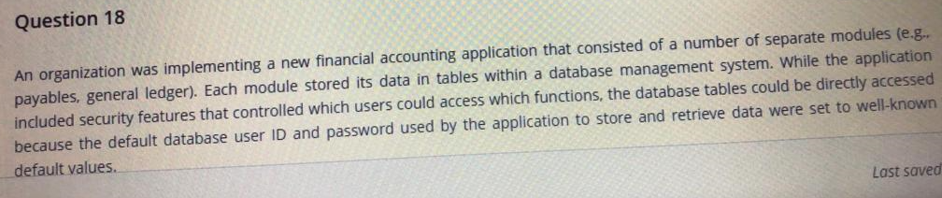 Question 18
An organization was implementing a new financial accounting application that consisted of a number of separate modules (e.g.,
payables, general ledger). Each module stored its data in tables within a database management system. While the application
included security features that controlled which users could access which functions, the database tables could be directly accessed
because the default database user ID and password used by the application to store and retrieve data were set to well-known
default values.
Last saved